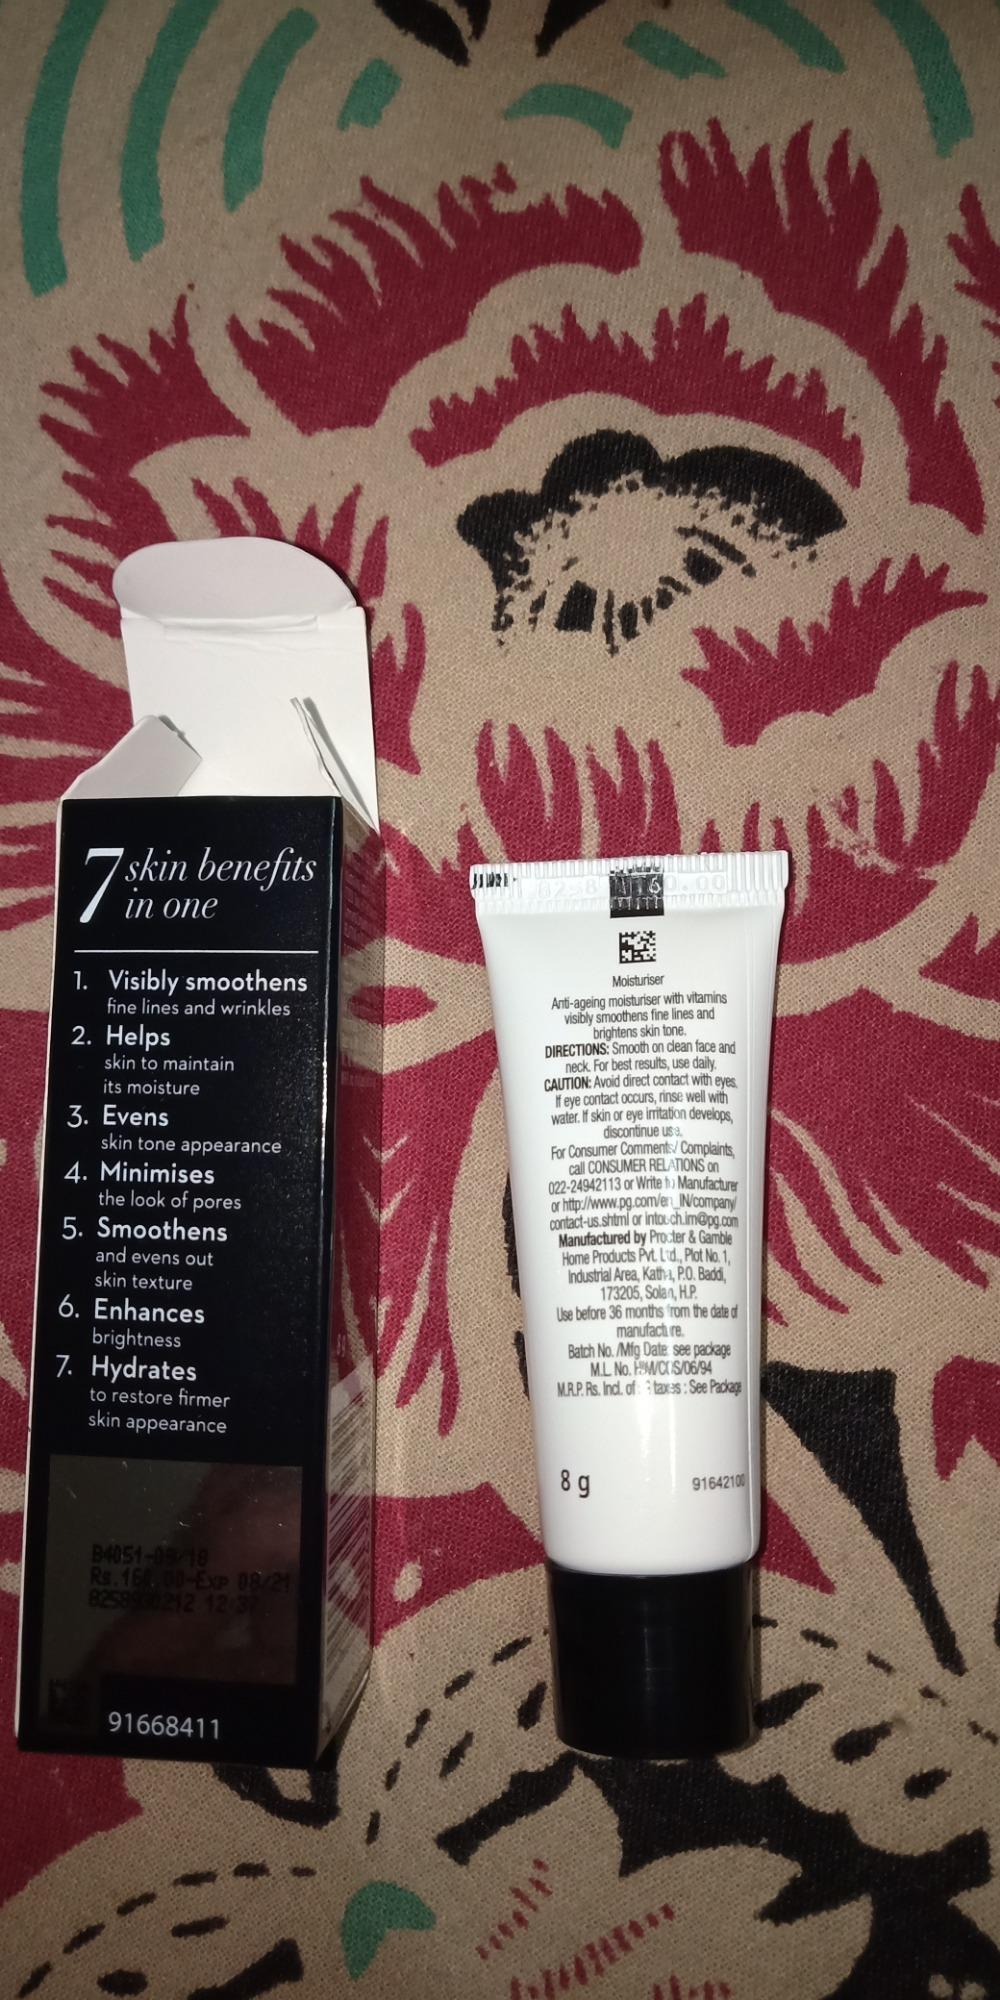 7 skin benefits
in one
1. Visibly smoothens
fine lines and wrinkles
2. Helps
skin to maintain
its moisture
3. Evens
skin tone appearance
4. Minimises
the look of pores
5. Smoothens
and evens out
skin texture
6. Enhances
brightness
7. Hydrates
to restore firmer
skin appearance
Exp 08/21
91668411
Moisturiser
Anti-ageing moisturiser with vitamins
visibly smoothens fine lines and
brightens skin tone.
DIRECTIONS: Smooth on clean face and
neck. For best results, use daily.
CAUTION: Avoid direct contact with eyes.
If eye contact occurs, rinse well with
water. If skin or eye irritation develops,
discontinue use.
For Consumer Comments/ Complaints,
call CONSUMER RELATIONS on
022-24942113 or Write to Manufacturer
or http://www.pg.com/en_IN/company/
contact-us.shtml or intouch.im@pg.com
Manufactured by Procter & Gamble
Home Products Pvt. Ltd., Plot No. 1,
Industrial Area, Katha, P.O. Baddi,
173205, Solan, H.P.
Use before 36 months from the date of
manufacture.
Batch No. /Mfg Date: see package
M.L. No. HIM/COS/06/94
M.R.P. Rs. Incl. of taxes : See Package
8 g
91642100